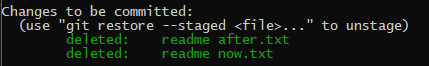 Changes to be committed:
  (use "git restore --staged <file>..." to unstage)
        deleted:    readme after.txt
        deleted:    readme now.txt